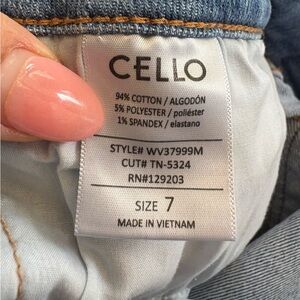 CELLO
94% COTTON / ALGODÓN
5% POLYESTER / poliéster
1% SPANDEX / elastano
STYLE# WV37999M
CUT# TN-5324
RN#129203
SIZE 7
MADE IN VIETNAM